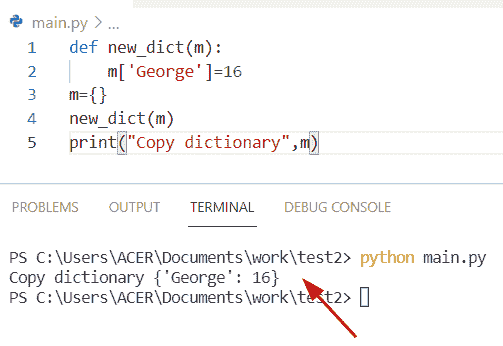 main.py > ...
1 def new_dict(m):
2     m['George']=16
3 m={}
4 new_dict(m)
5 print("Copy dictionary",m)
PROBLEMS OUTPUT TERMINAL DEBUG CONSOLE
PS C:\Users\ACER\Documents\work\test2> python main.py
Copy dictionary {'George': 16}
PS C:\Users\ACER\Documents\work\test2>